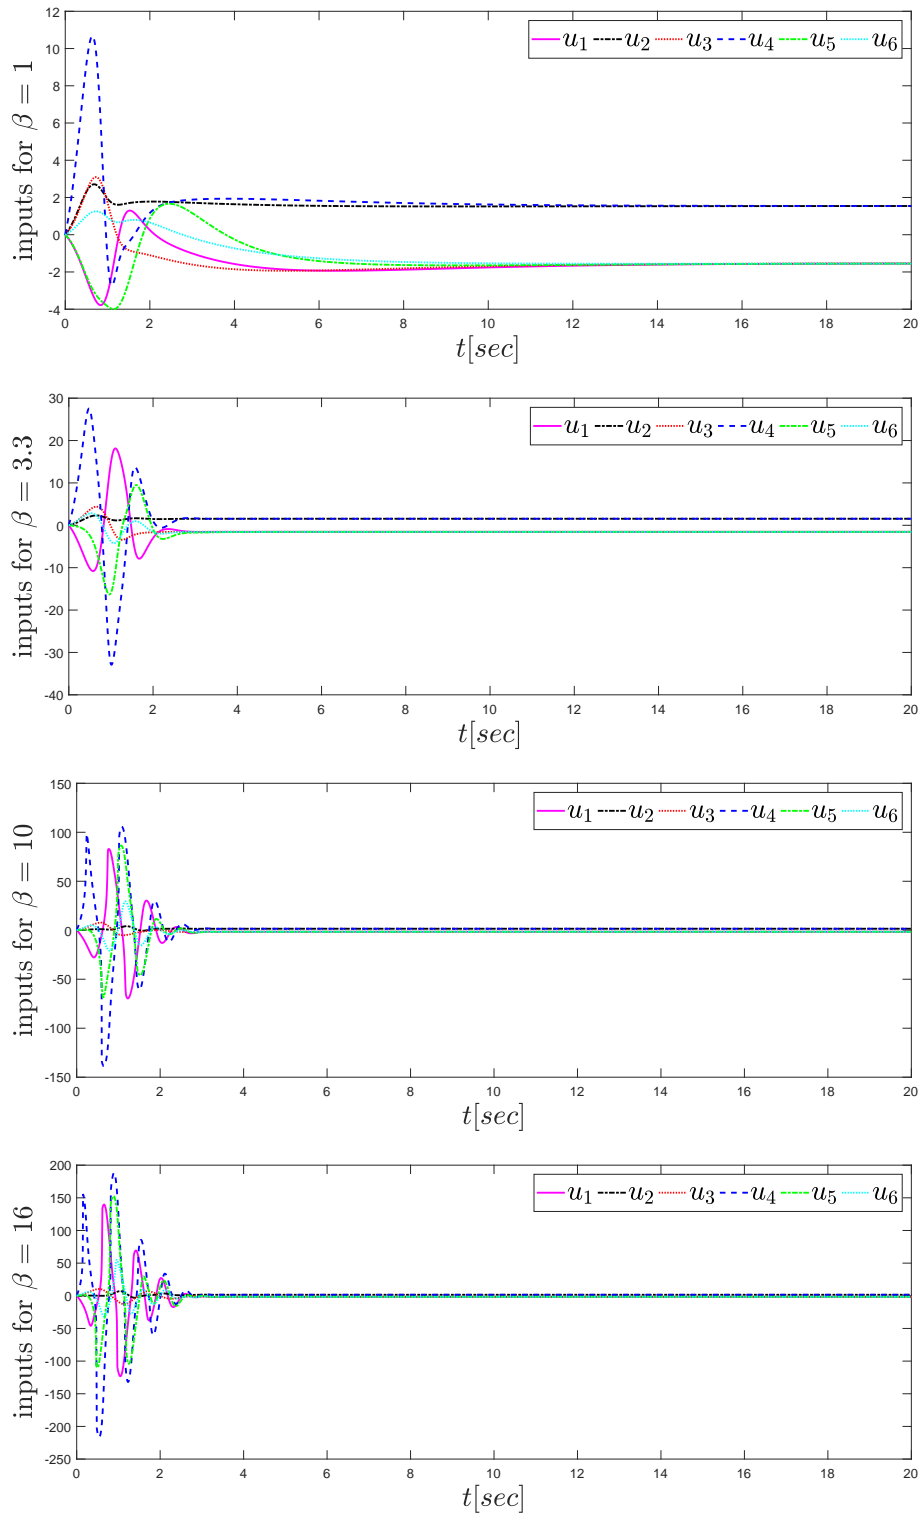 12
10
8
6
4
2
0
-2
-4
inputs for β = 1
u₁ u₂ u₃ u₄ u₅ u₆
0 2 4 6 8 10 12 14 16 18 20
t[sec]
30
20
10
0
-10
-20
-30
-40
inputs for β = 3.3
u₁ u₂ u₃ u₄ u₅ u₆
0 2 4 6 8 10 12 14 16 18 20
t[sec]
150
100
50
0
-50
-100
-150
inputs for β = 10
u₁ u₂ u₃ u₄ u₅ u₆
0 2 4 6 8 10 12 14 16 18 20
t[sec]
200
150
100
50
0
-50
-100
-150
-200
-250
inputs for β = 16
u₁ u₂ u₃ u₄ u₅ u₆
0 2 4 6 8 10 12 14 16 18 20
t[sec]